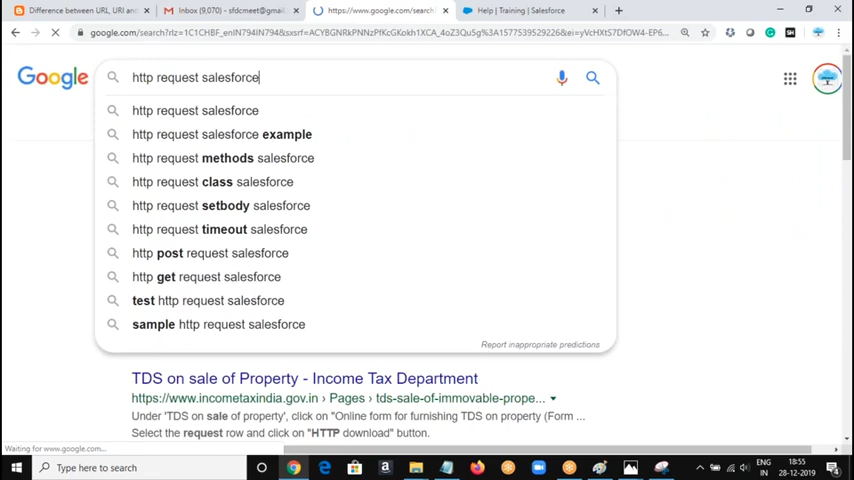 Difference between URL, URI and
Gmail (9,070) - sfdcmeet@gmail.
https://www.google.com/search?
Help | Training | Salesforce
google.com/search?rlz=1C1CHBF_enIN794IN794&sxsrf=ACYBGNRkPNNzPfKcGKokh1XCA_4oZ3Qu5g%3A1577539529226&ei=yVcHXtS7DfOW4-EP6...
Google
http request salesforce
http request salesforce
http request salesforce example
http request methods salesforce
http request class salesforce
http request setbody salesforce
http request timeout salesforce
http post request salesforce
http get request salesforce
test http request salesforce
sample http request salesforce
Report inappropriate predictions
TDS on sale of Property - Income Tax Department
https://www.incometaxindia.gov.in › Pages › tds-sale-of-immovable-prope...
Under 'TDS on sale of property', click on "Online form for furnishing TDS on property (Form ...
Select the request row and click on "HTTP download" button.
Waiting for www.google.com...
Type here to search
ENG
IN
18:55
28-12-2019
4